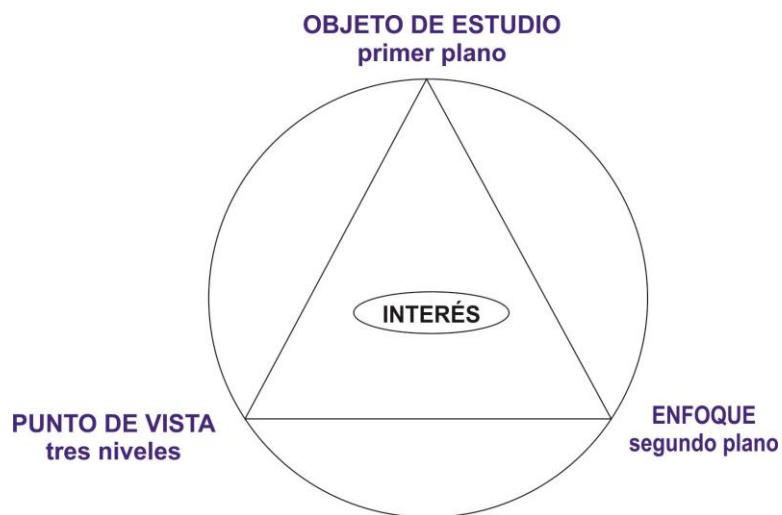 OBJETO DE ESTUDIO
primer plano
INTERÉS
PUNTO DE VISTA
tres niveles
ENFOQUE
segundo plano